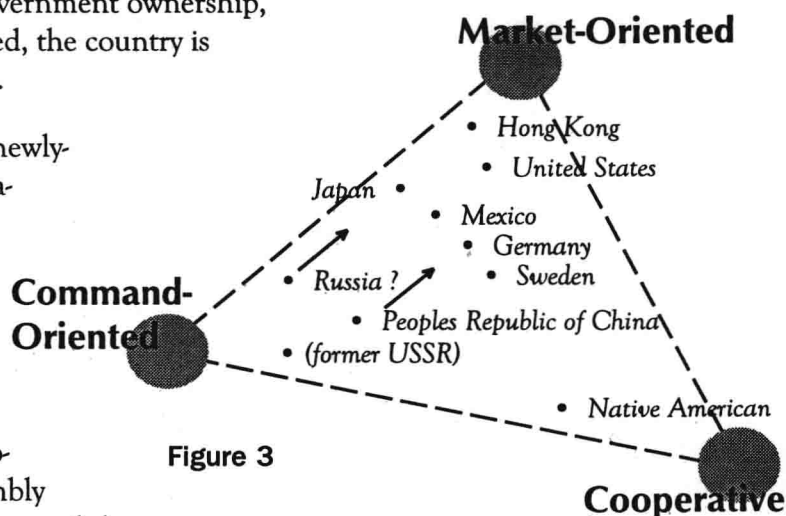 vernment ownership,
ed, the country is
newly-
a-
Market-Oriented
Hong Kong
United States
Japan
Mexico
Germany
Sweden
Russia ?
Peoples Republic of China
(former USSR)
Native American
Command-
Oriented
Cooperative
Figure 3
mbly